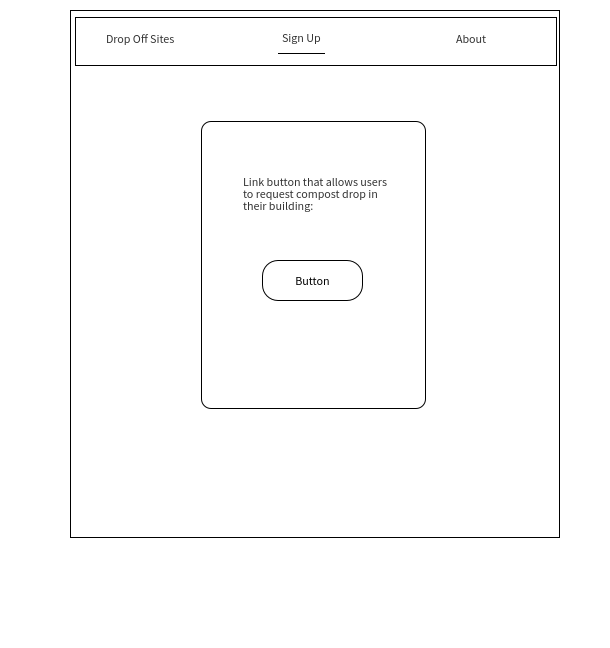 Drop Off Sites
Sign Up
About
Link button that allows users
to request compost drop in
their building:
Button